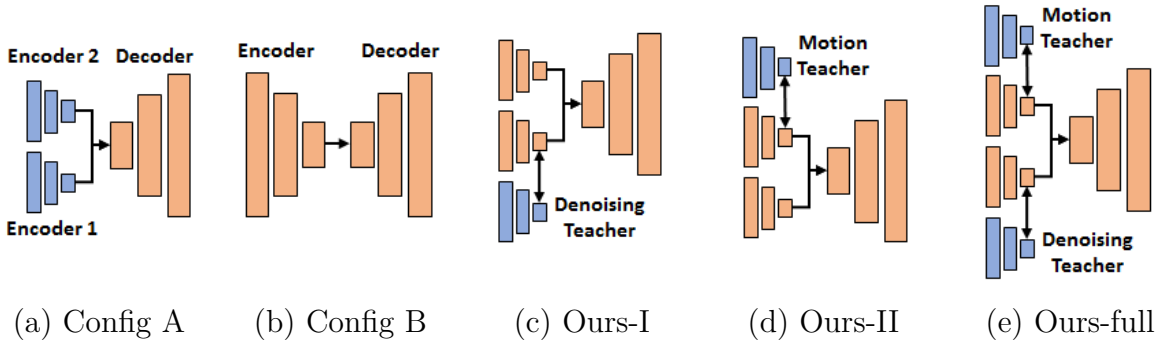 Encoder 2
Decoder
Encoder 1
Encoder
Decoder
Denoising
Teacher
Motion
Teacher
Motion
Teacher
Denoising
Teacher
(a) Config A
(b) Config B
(c) Ours-I
(d) Ours-II
(e) Ours-full